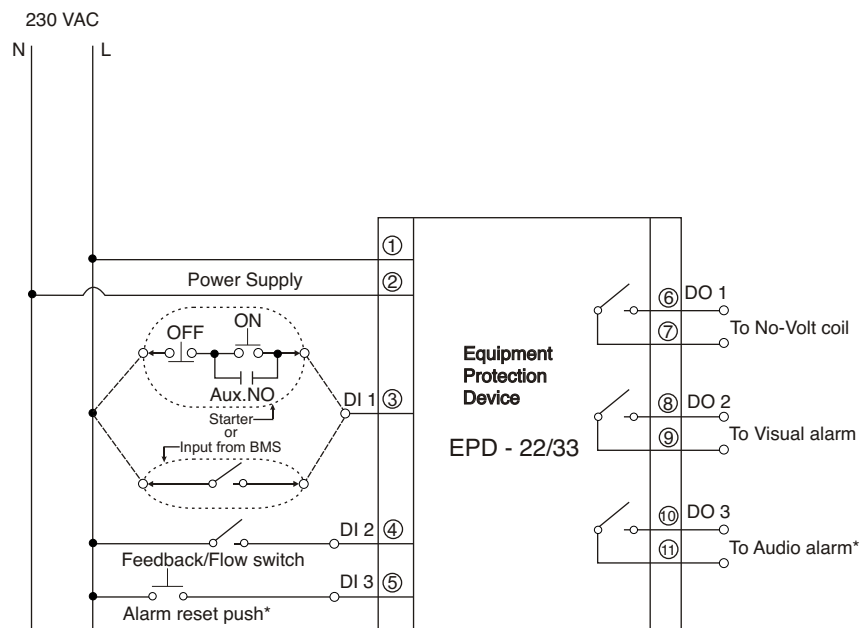 230 VAC
N
L
①
Power Supply
②
OFF
ON
Aux.NO
DI 1
③
Starter
or
Input from BMS
DI 2
④
Feedback/Flow switch
DI 3
⑤
Alarm reset push*
Equipment
Protection
Device
EPD - 22/33
⑥
DO 1
⑦
To No-Volt coil
⑧
DO 2
⑨
To Visual alarm
⑩
DO 3
⑪
To Audio alarm*